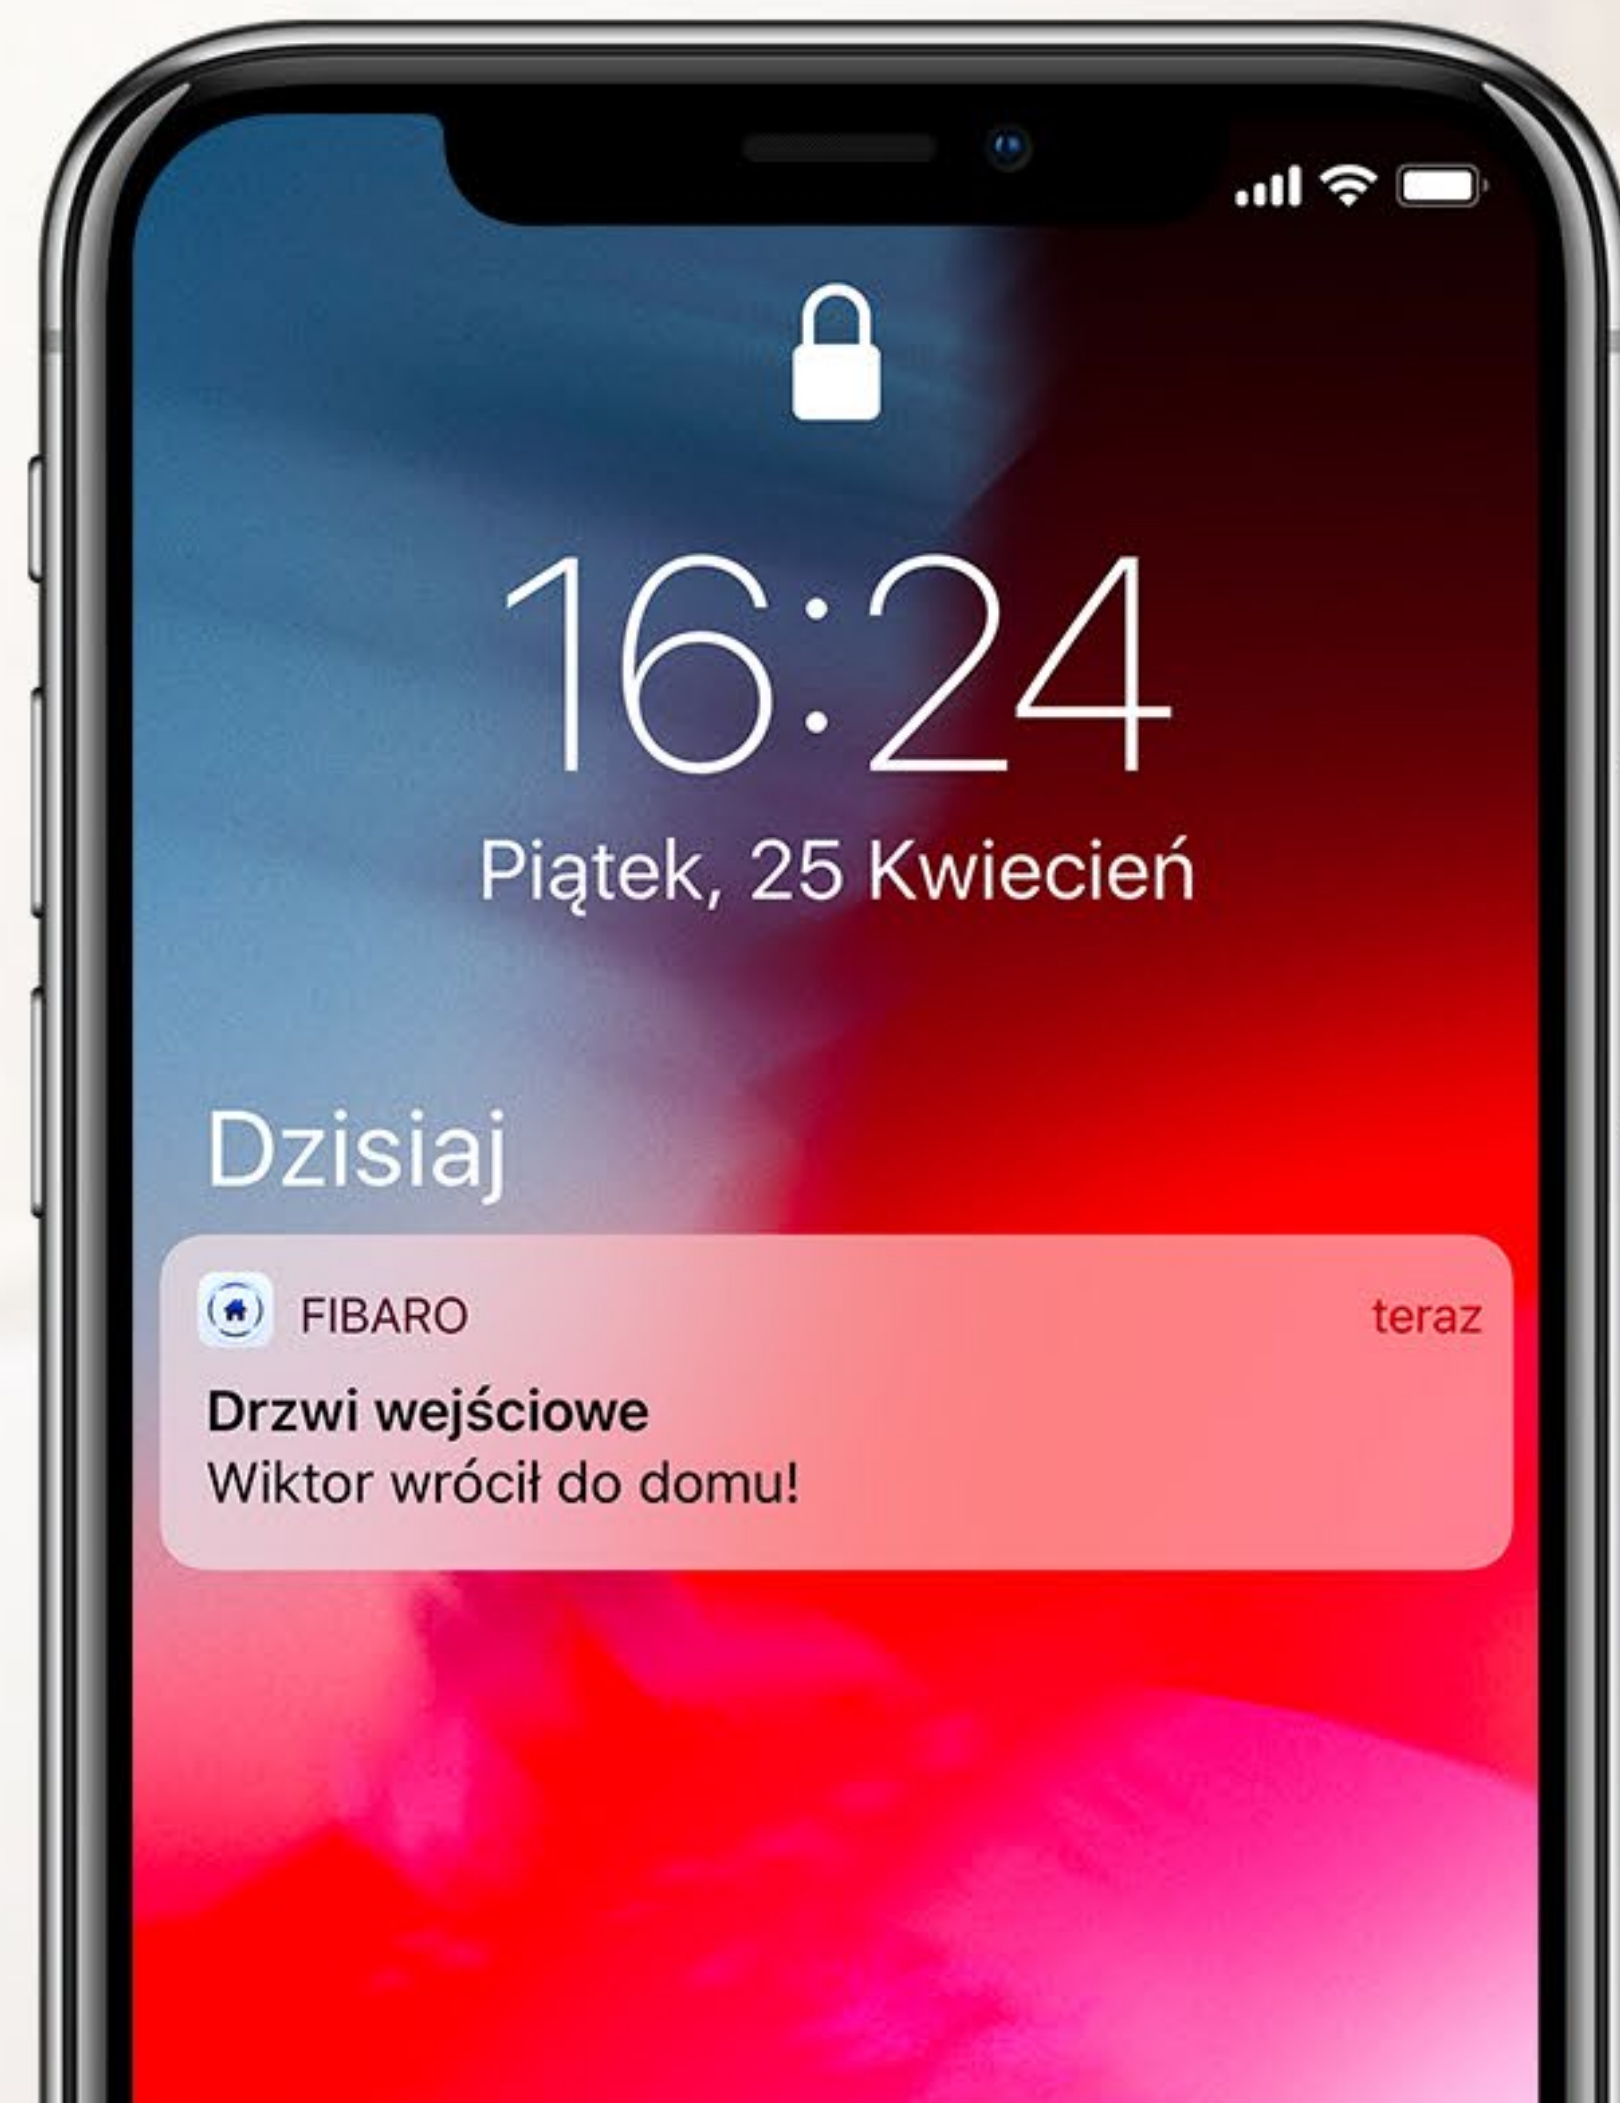 16:24
Piątek, 25 Kwiecień
Dzisiaj
FIBARO
teraz
Drzwi wejściowe
Wiktor wrócił do domu!